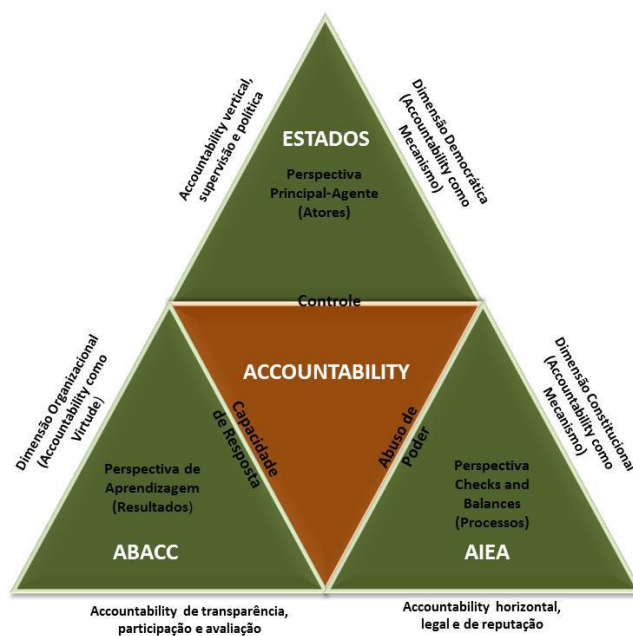 Accountability vertical,
supervisão e política
Dimensão Democrática
(Accountability como
Mecanismo)
ESTADOS
Perspectiva
Principal-Agente
(Atores)
Controle
ACCOUNTABILITY
Capacidade
de Resposta
Abuso de
Poder
Dimensão Organizacional
(Accountability como
Virtude)
Dimensão Constitucional
(Accountability como
Mecanismo)
Perspectiva de
Aprendizagem
(Resultados)
ABACC
Perspectiva
Checks and
Balances
(Processos)
AIEA
Accountability de transparência,
participação e avaliação
Accountability horizontal,
legal e de reputação